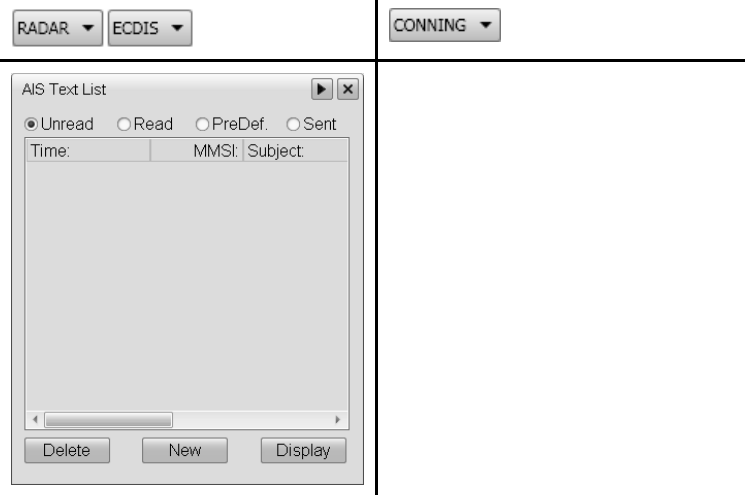 RADAR ECDIS CONNING
AIS Text List
Unread Read PreDef. Sent
Time: MMSI: Subject:
Delete New Display